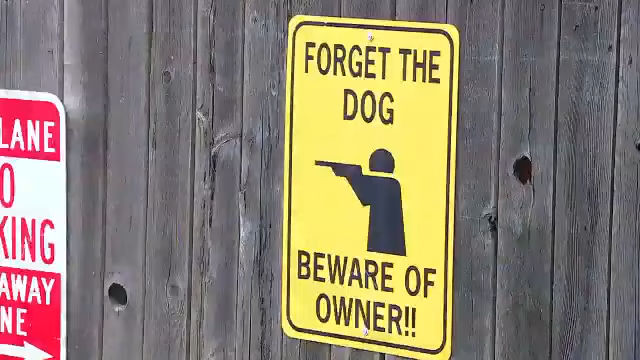 LANE
KING
AWAY
NE
FORGET THE
DOG
BEWARE OF
OWNER!!